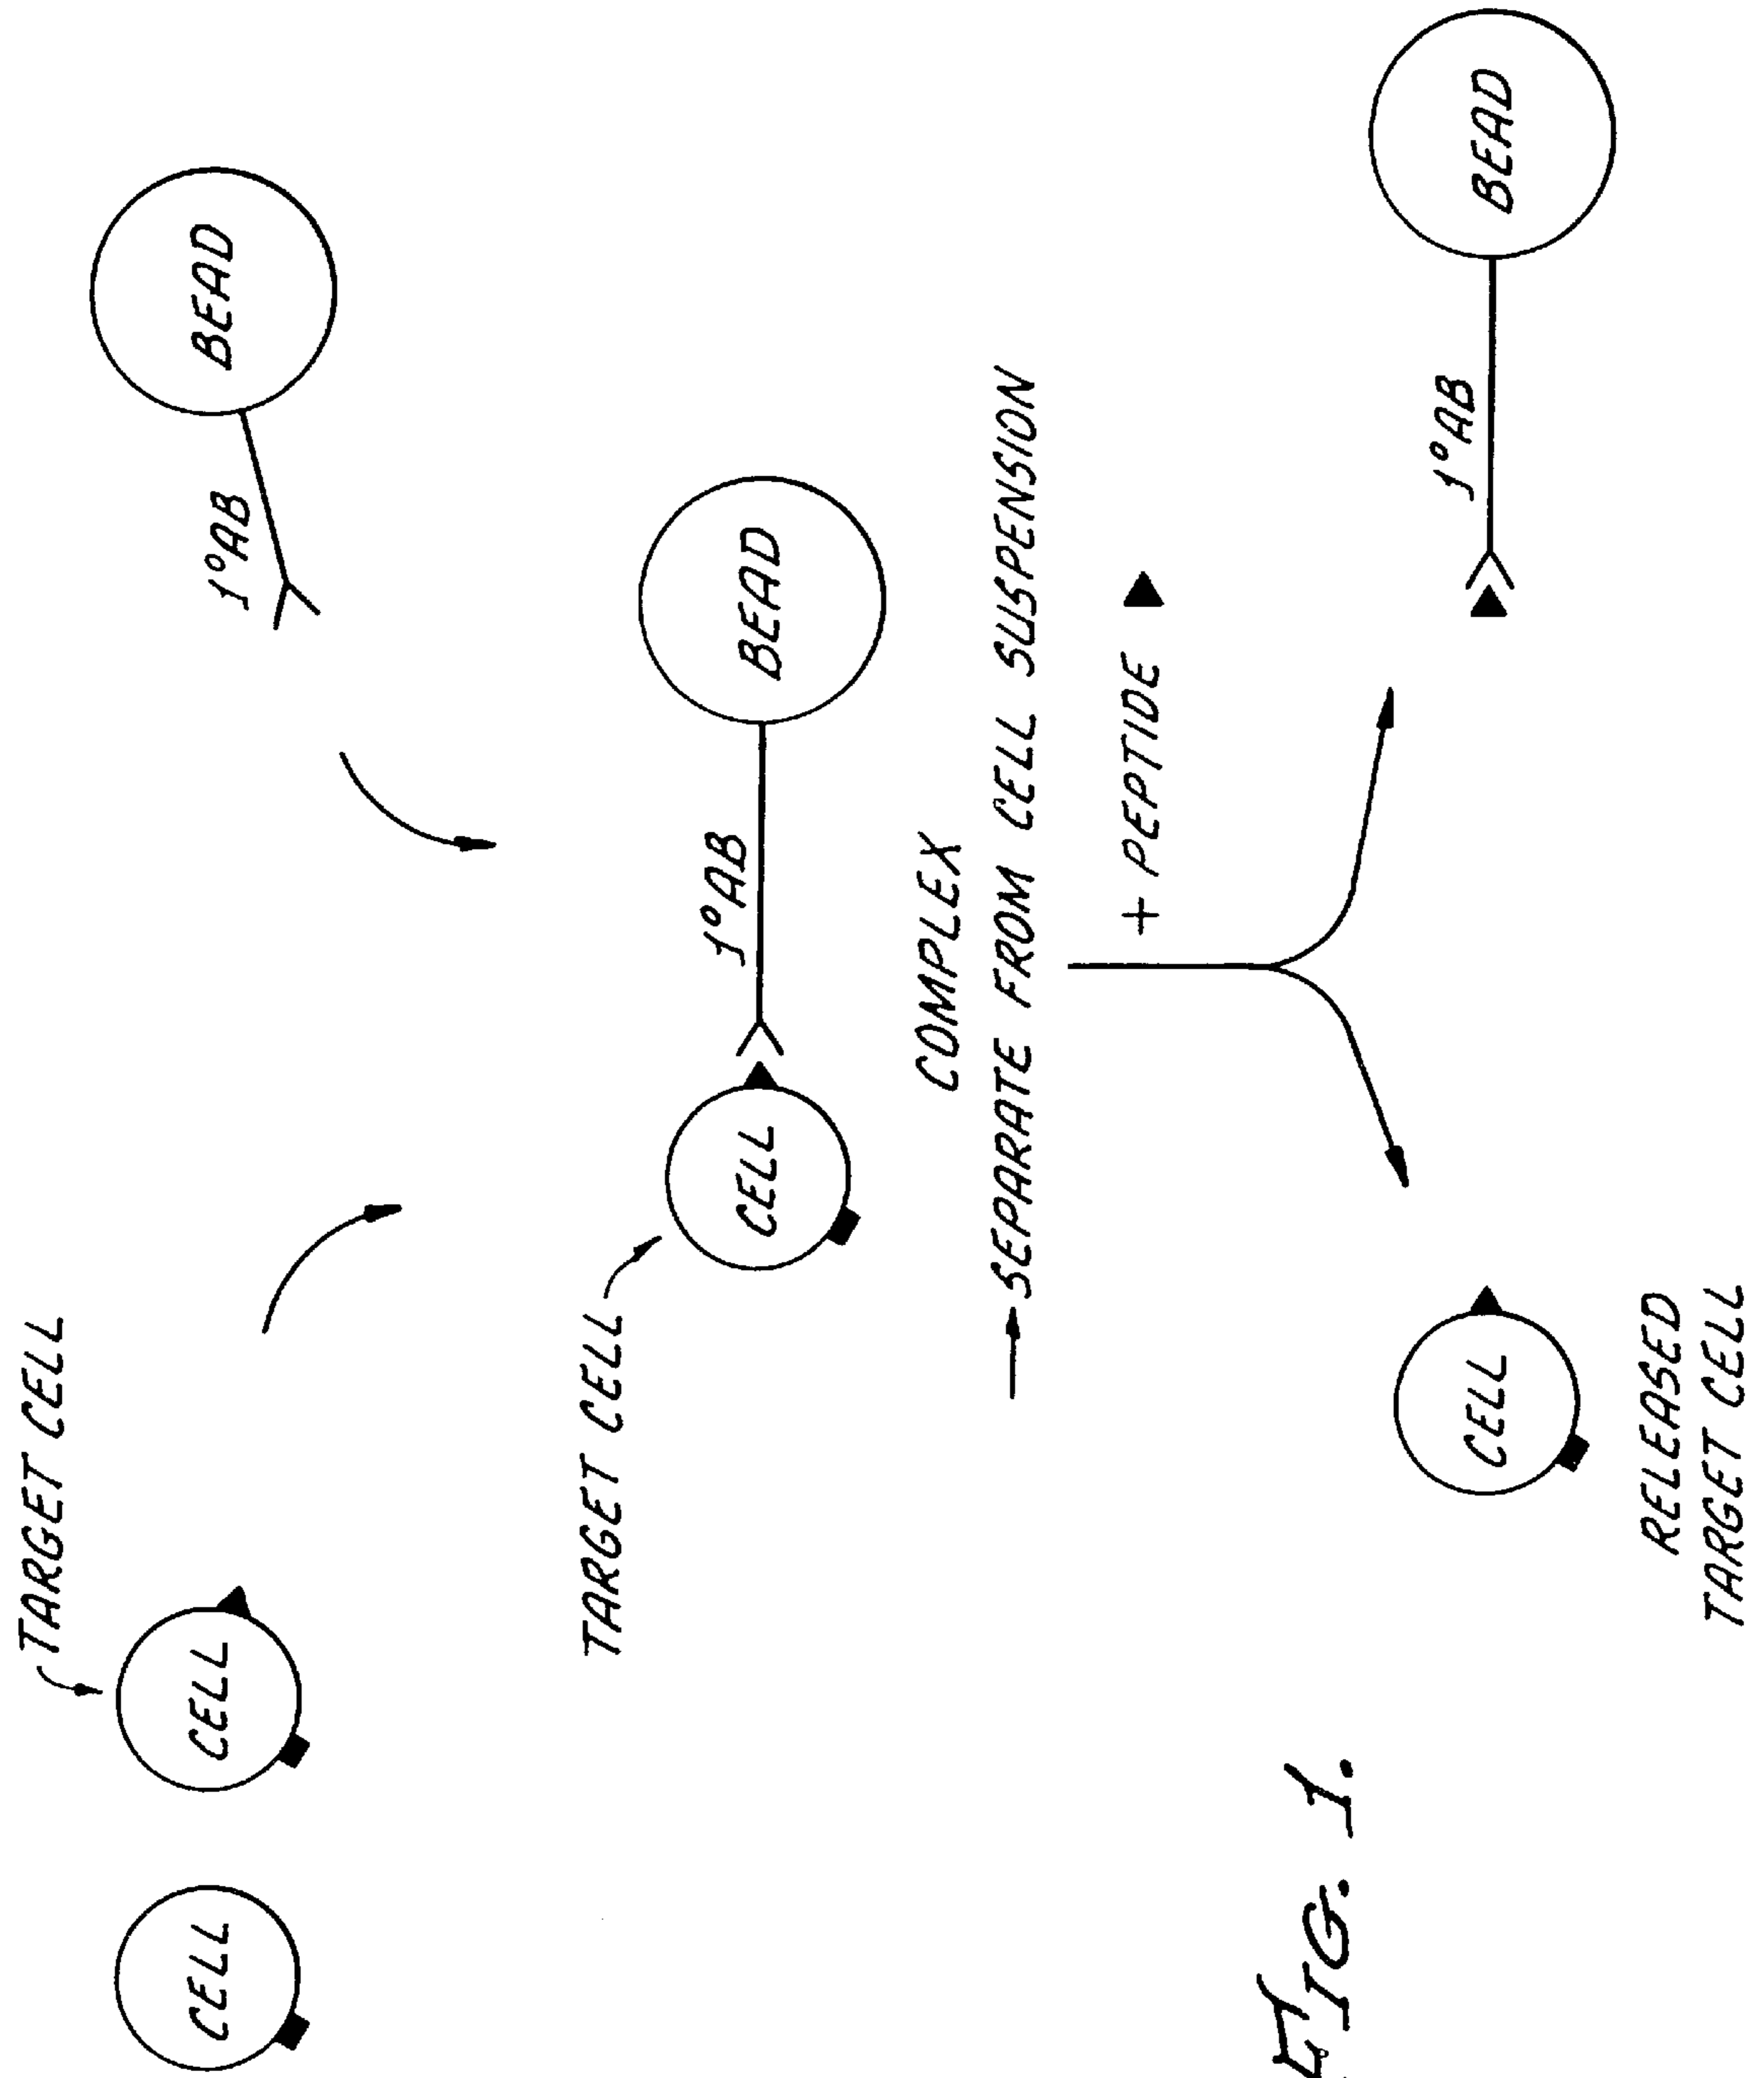 TARGET CELL
CELL
CELL
1°AB
BEAD
TARGET CELL
CELL
1°AB
BEAD
COMPLEX
SEPARATE FROM CELL SUSPENSION
+ PEPTIDE
CELL
1°AB
BEAD
RELEASED
TARGET CELL
FIG. 1.